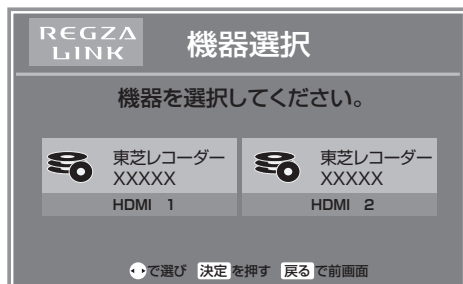 REGZA
LINK
機器選択
機器を選択してください。
東芝レコーダー
XXXXX
HDMI 1
東芝レコーダー
XXXXX
HDMI 2
で選び 決定 を押す 戻る で前画面